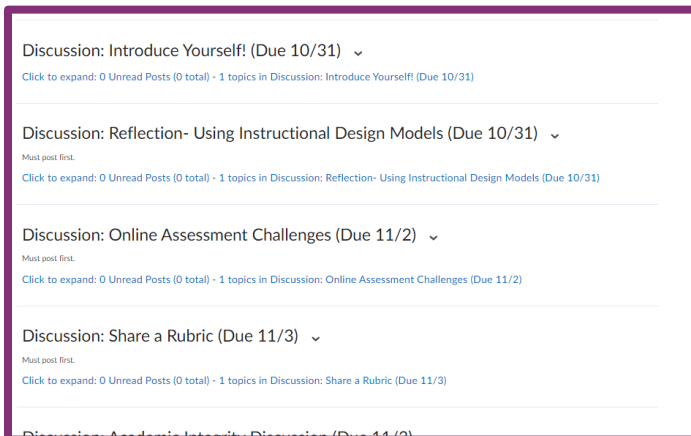 Discussion: Introduce Yourself! (Due 10/31)
Click to expand: 0 Unread Posts (0 total) - 1 topics in Discussion: Introduce Yourself! (Due 10/31)
Discussion: Reflection- Using Instructional Design Models (Due 10/31)
Must post first.
Click to expand: 0 Unread Posts (0 total) - 1 topics in Discussion: Reflection- Using Instructional Design Models (Due 10/31)
Discussion: Online Assessment Challenges (Due 11/2)
Must post first.
Click to expand: 0 Unread Posts (0 total) - 1 topics in Discussion: Online Assessment Challenges (Due 11/2)
Discussion: Share a Rubric (Due 11/3)
Must post first.
Click to expand: 0 Unread Posts (0 total) - 1 topics in Discussion: Share a Rubric (Due 11/3)
Discussion: Academic Integrity Discussion (Due